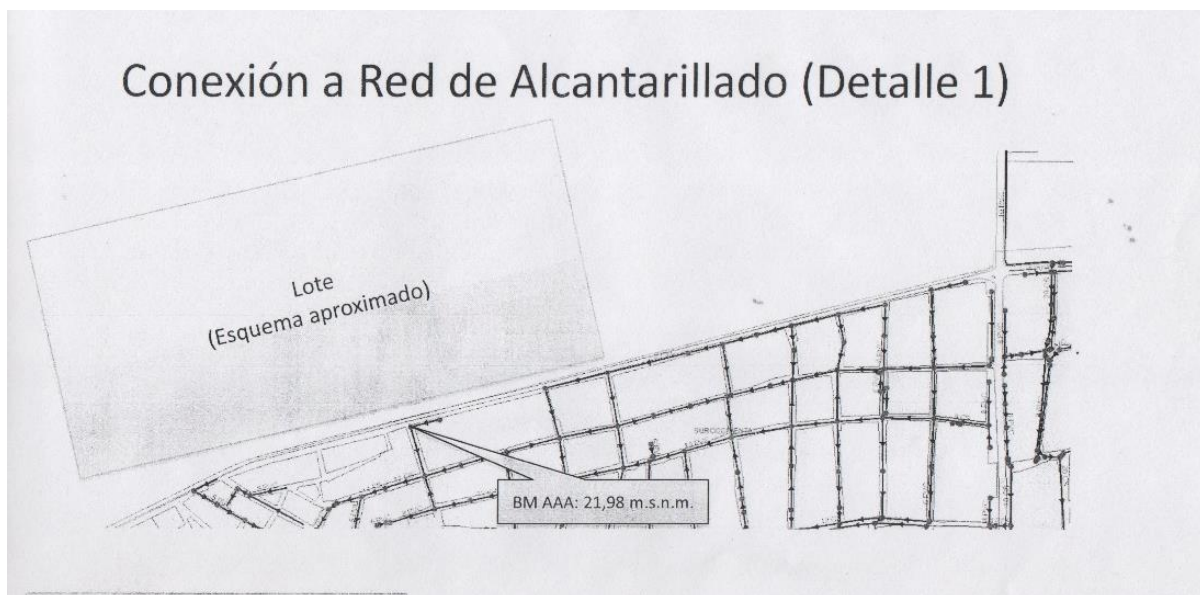 Conexión a Red de Alcantarillado (Detalle 1)
Lote
(Esquema aproximado)
BM AAA: 21,98 m.s.n.m.